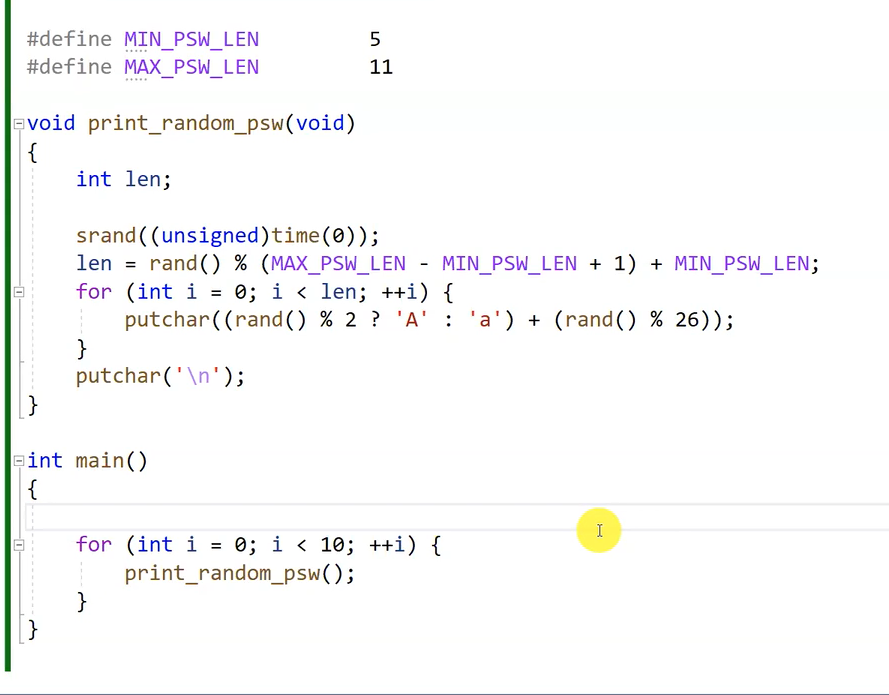 #define MIN_PSW_LEN 5
#define MAX_PSW_LEN 11
void print_random_psw(void)
{
int len;
srand((unsigned)time(0));
len = rand() % (MAX_PSW_LEN - MIN_PSW_LEN + 1) + MIN_PSW_LEN;
for (int i = 0; i < len; ++i) {
putchar((rand() % 2 ? 'A' : 'a') + (rand() % 26));
}
putchar('\n');
}
int main()
{
for (int i = 0; i < 10; ++i) {
print_random_psw();
}
}